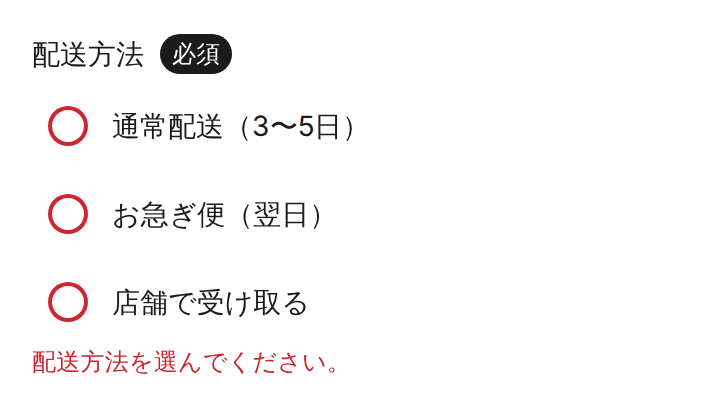 配送方法 必須
通常配送（3〜5日）
お急ぎ便（翌日）
店舗で受け取る
配送方法を選んでください。